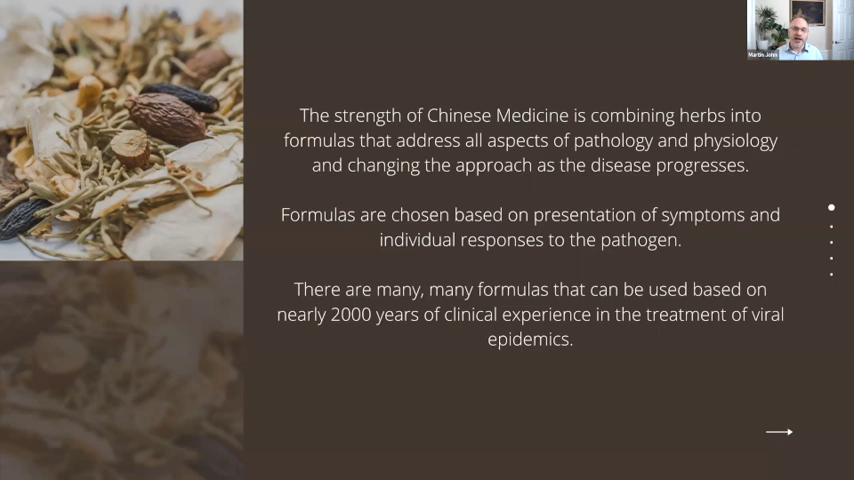 Martin Jehn
The strength of Chinese Medicine is combining herbs into
formulas that address all aspects of pathology and physiology
and changing the approach as the disease progresses.
Formulas are chosen based on presentation of symptoms and
individual responses to the pathogen.
There are many, many formulas that can be used based on
nearly 2000 years of clinical experience in the treatment of viral
epidemics.